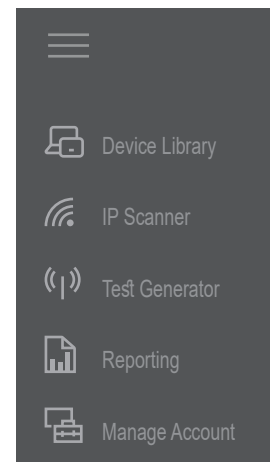 Device Library
IP Scanner
Test Generator
Reporting
Manage Account